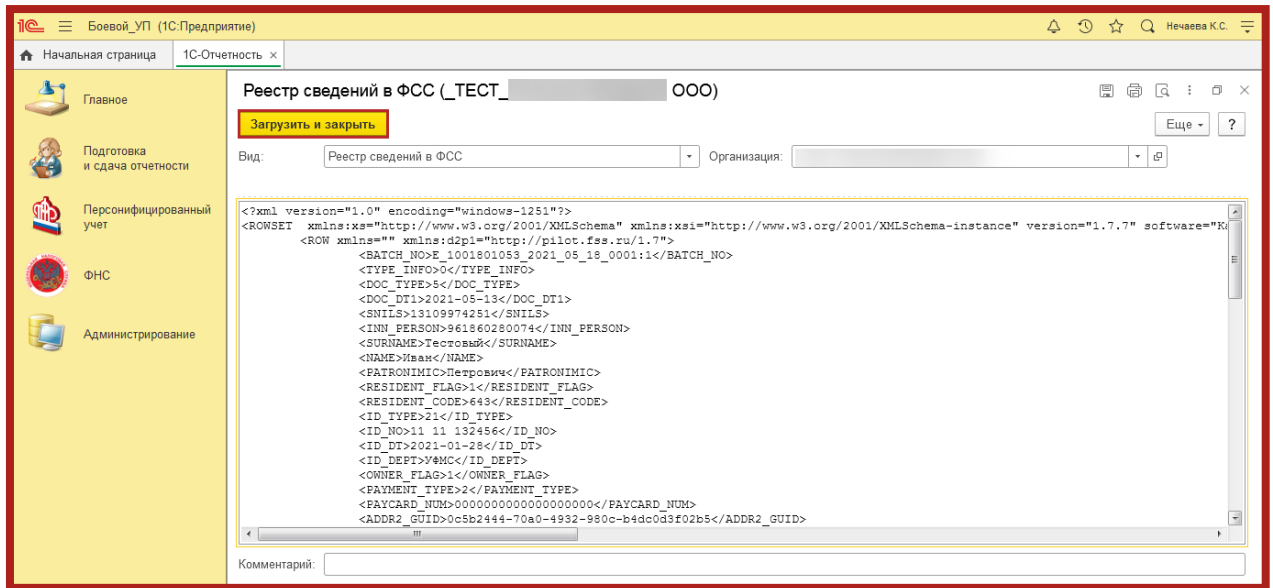 1С Боевой_УП (1С:Предприятие) Нечаева К.С.
Начальная страница 1С-Отчетность ×
Главное
Подготовка
и сдача отчетности
Персонифицированный
учет
ФНС
Администрирование
Реестр сведений в ФСС (_ТЕСТ_ ООО)
Загрузить и закрыть Еще ?
Вид: Реестр сведений в ФСС Организация:
<?xml version="1.0" encoding="windows-1251"?>
<ROWSET xmlns:xs="http://www.w3.org/2001/XMLSchema" xmlns:xsi="http://www.w3.org/2001/XMLSchema-instance" version="1.7.7" software="Ка
<ROW xmlns="" xmlns:d2p1="http://pilot.fss.ru/1.7">
<BATCH_NO>E_1001801053_2021_05_18_0001:1</BATCH_NO>
<TYPE_INFO>0</TYPE_INFO>
<DOC_TYPE>5</DOC_TYPE>
<DOC_DT1>2021-05-13</DOC_DT1>
<SNILS>13109974251</SNILS>
<INN_PERSON>961860280074</INN_PERSON>
<SURNAME>Тестовый</SURNAME>
<NAME>Иван</NAME>
<PATRONIMIC>Петрович</PATRONIMIC>
<RESIDENT_FLAG>1</RESIDENT_FLAG>
<RESIDENT_CODE>643</RESIDENT_CODE>
<ID_TYPE>21</ID_TYPE>
<ID_NO>11 11 132456</ID_NO>
<ID_DT>2021-01-28</ID_DT>
<ID_DEPT>УФМС</ID_DEPT>
<OWNER_FLAG>1</OWNER_FLAG>
<PAYMENT_TYPE>2</PAYMENT_TYPE>
<PAYCARD_NUM>0000000000000000000</PAYCARD_NUM>
<ADDR2_GUID>0c5b2444-70a0-4932-980c-b4dc0d3f02b5</ADDR2_GUID>
Комментарий: